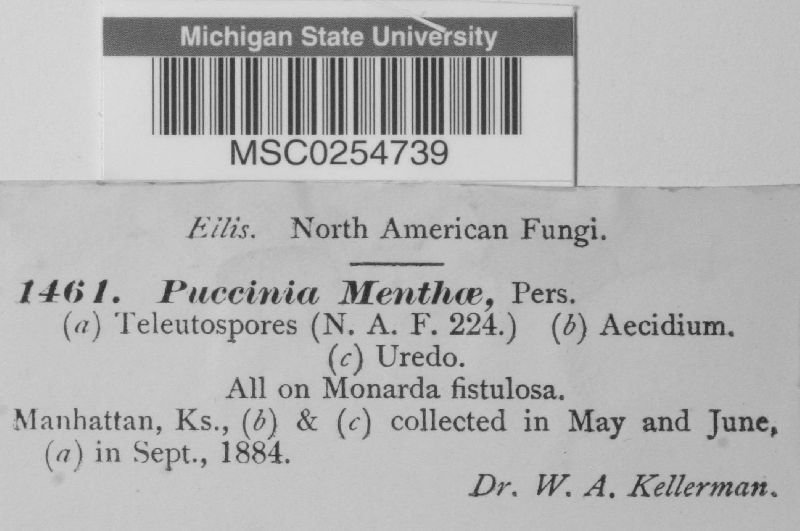 Michigan State University
MSC0254739
Ellis. North American Fungi.
1461. Puccinia Menthæ, Pers.
(a) Teleutospores (N. A. F. 224.) (b) Aecidium.
(c) Uredo.
All on Monarda fistulosa.
Manhattan, Ks., (b) & (c) collected in May and June,
(a) in Sept., 1884.
Dr. W. A. Kellerman.